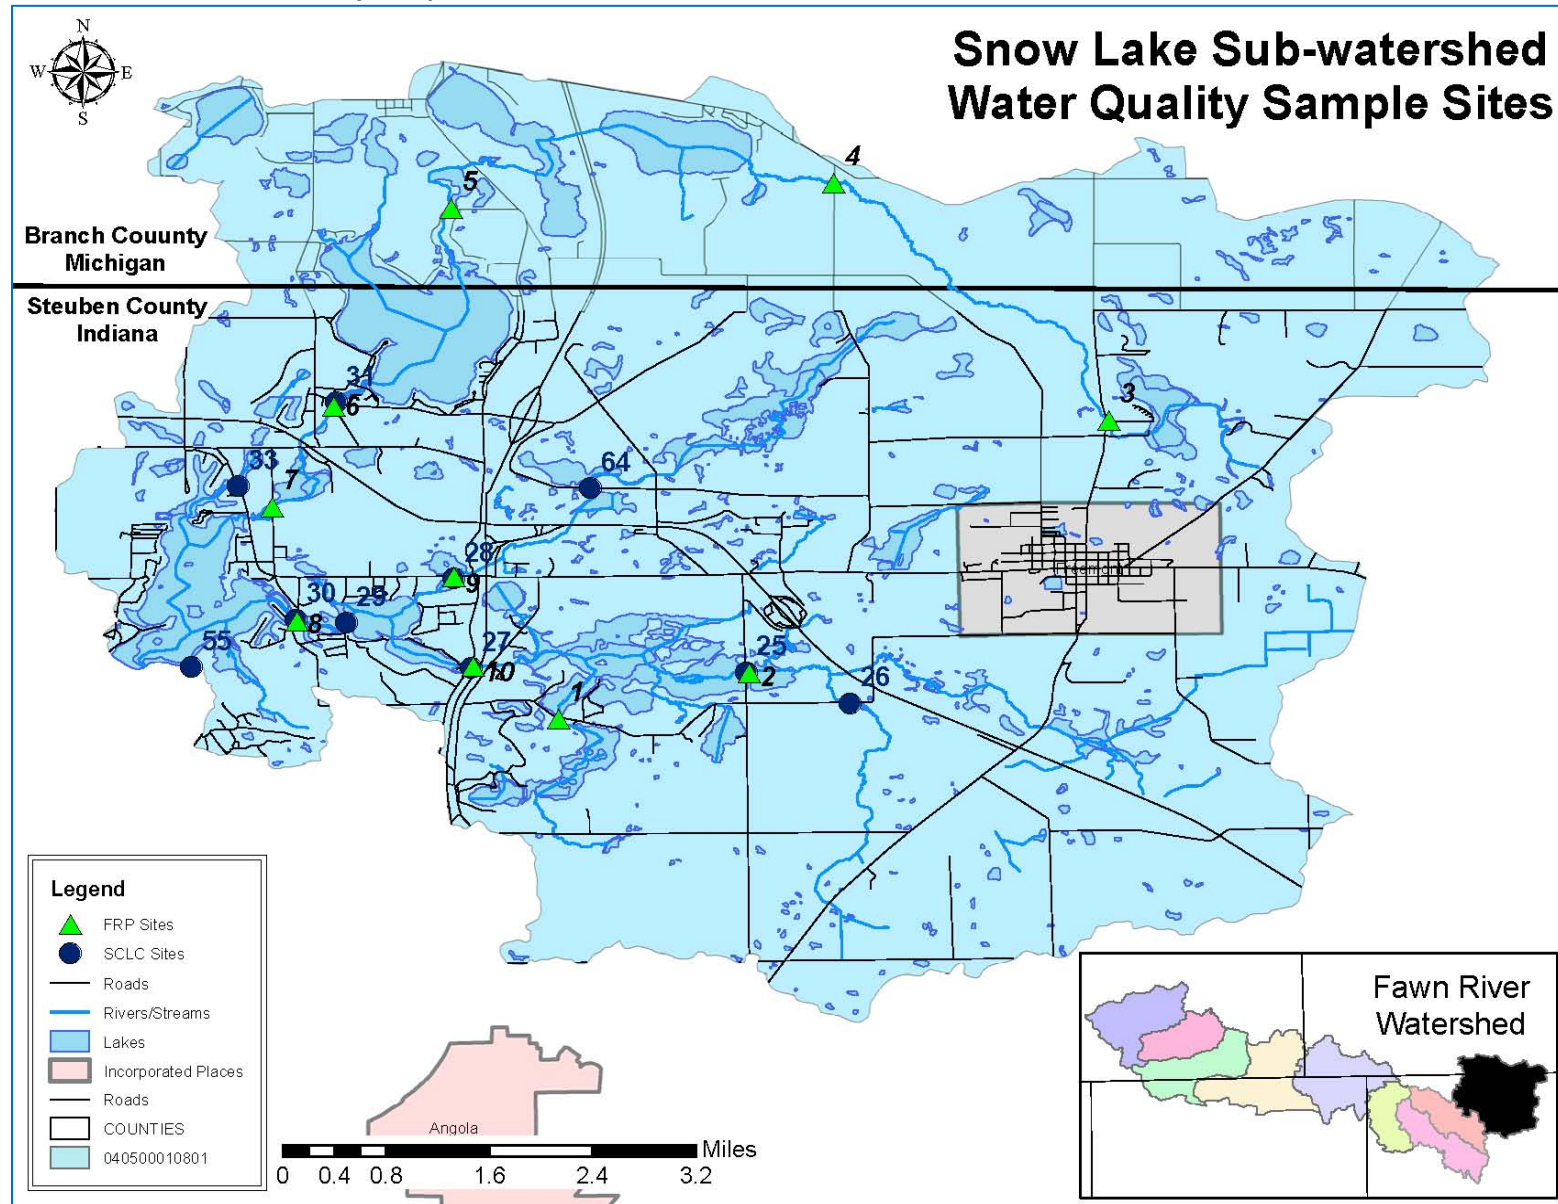 N
W E
S
Snow Lake Sub-watershed
Water Quality Sample Sites
4
5
Branch Couunty
Michigan
Steuben County
Indiana
31
6
3
33
7
64
28
9
Freemont
30
29
8
55
27
10
25
2
26
1
Legend
FRP Sites
SCLC Sites
Roads
Rivers/Streams
Lakes
Incorporated Places
Roads
COUNTIES
040500010801
Angola
Miles
0 0.4 0.8 1.6 2.4 3.2
Fawn River
Watershed